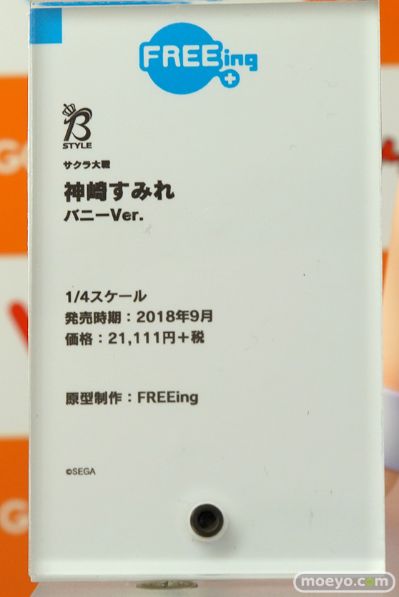 FREEing
B
STYLE
サクラ大戦
神崎すみれ
バニーVer.
1/4スケール
発売時期：2018年9月
価格：21,111円＋税
原型制作：FREEing
©SEGA
moeyo.com